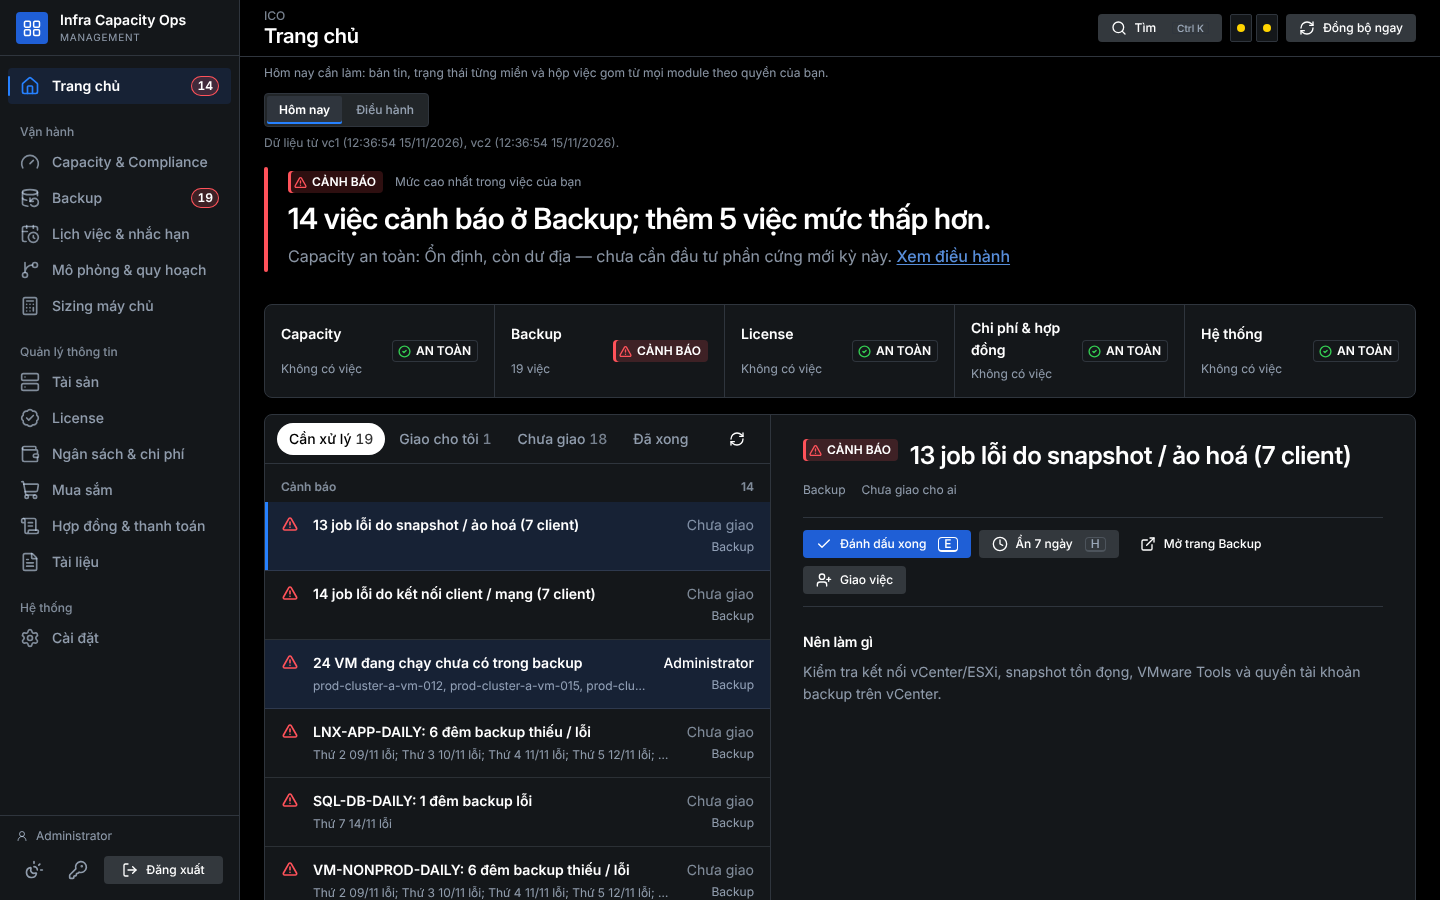 Infra Capacity Ops
MANAGEMENT
Trang chủ 14
Vận hành
Capacity & Compliance
Backup 19
Lịch việc & nhắc hạn
Mô phỏng & quy hoạch
Sizing máy chủ
Quản lý thông tin
Tài sản
License
Ngân sách & chi phí
Mua sắm
Hợp đồng & thanh toán
Tài liệu
Hệ thống
Cài đặt
Administrator
Đăng xuất
ICO
Trang chủ
Tìm Ctrl K
Đồng bộ ngay
Hôm nay cần làm: bản tin, trạng thái từng miền và hộp việc gom từ mọi module theo quyền của bạn.
Hôm nay Điều hành
Dữ liệu từ vc1 (12:36:54 15/11/2026), vc2 (12:36:54 15/11/2026).
CẢNH BÁO Mức cao nhất trong việc của bạn
14 việc cảnh báo ở Backup; thêm 5 việc mức thấp hơn.
Capacity an toàn: Ổn định, còn dư địa — chưa cần đầu tư phần cứng mới kỳ này. Xem điều hành
Capacity
Không có việc
AN TOÀN
Backup
19 việc
CẢNH BÁO
License
Không có việc
AN TOÀN
Chi phí & hợp
đồng
Không có việc
AN TOÀN
Hệ thống
Không có việc
AN TOÀN
Cần xử lý 19 Giao cho tôi 1 Chưa giao 18 Đã xong
Cảnh báo 14
13 job lỗi do snapshot / ảo hoá (7 client) Chưa giao
Backup
14 job lỗi do kết nối client / mạng (7 client) Chưa giao
Backup
24 VM đang chạy chưa có trong backup Administrator
prod-cluster-a-vm-012, prod-cluster-a-vm-015, prod-clu... Backup
LNX-APP-DAILY: 6 đêm backup thiếu / lỗi Chưa giao
Thứ 2 09/11 lỗi; Thứ 3 10/11 lỗi; Thứ 4 11/11 lỗi; Thứ 5 12/11 lỗi; ... Backup
SQL-DB-DAILY: 1 đêm backup lỗi Chưa giao
Thứ 7 14/11 lỗi Backup
VM-NONPROD-DAILY: 6 đêm backup thiếu / lỗi Chưa giao
Thứ 2 09/11 lỗi; Thứ 3 10/11 lỗi; Thứ 4 11/11 lỗi; Thứ 5 12/11 lỗi; ... Backup
CẢNH BÁO 13 job lỗi do snapshot / ảo hoá (7 client)
Backup Chưa giao cho ai
Đánh dấu xong E
Ẩn 7 ngày H
Mở trang Backup
Giao việc
Nên làm gì
Kiểm tra kết nối vCenter/ESXi, snapshot tồn đọng, VMware Tools và quyền tài khoản
backup trên vCenter.